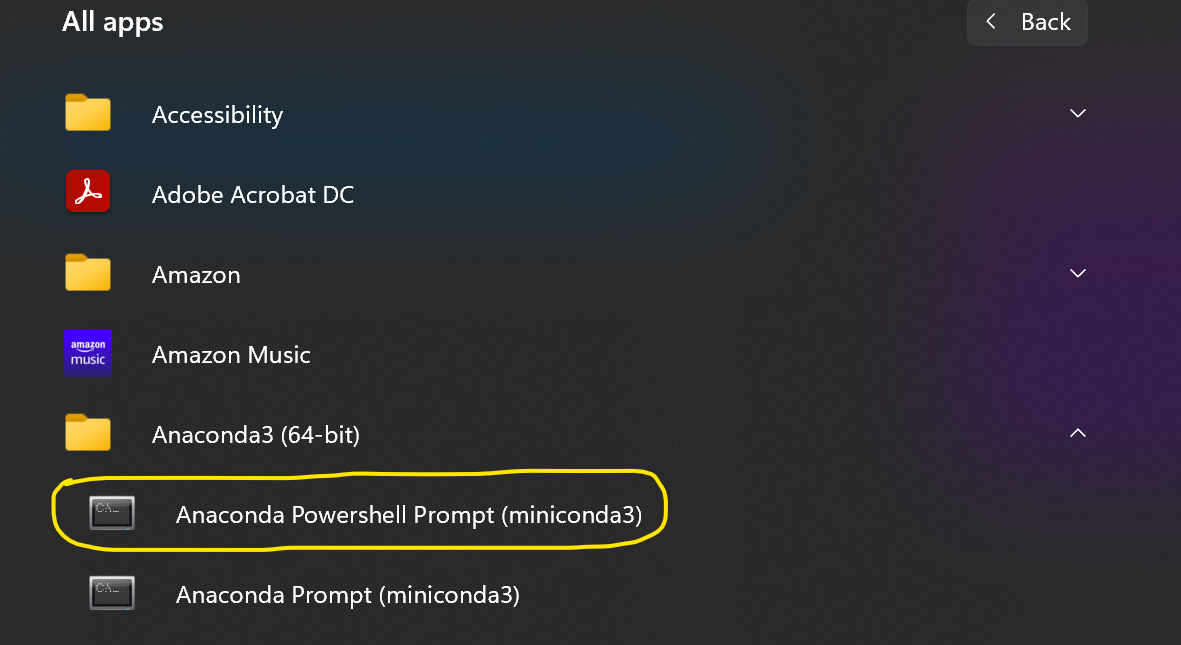 All apps
Back
Accessibility
Adobe Acrobat DC
Amazon
amazon
music
Amazon Music
Anaconda3 (64-bit)
C:\...
Anaconda Powershell Prompt (miniconda3)
C:\...
Anaconda Prompt (miniconda3)